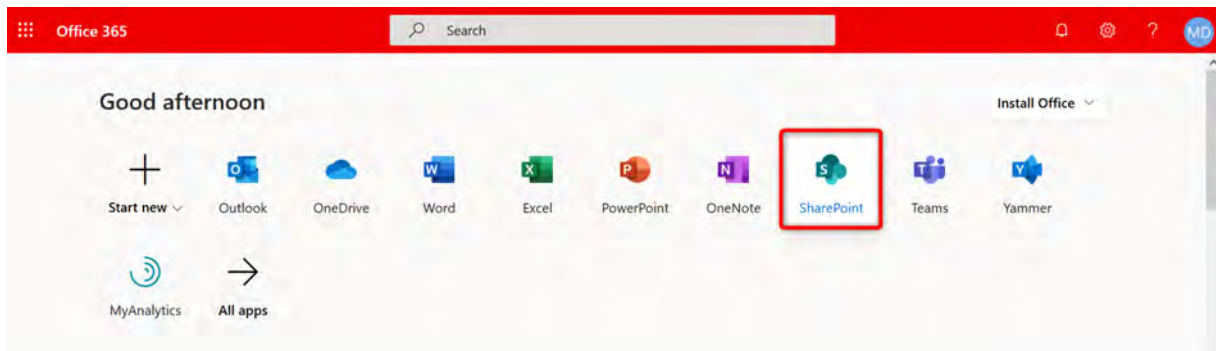 Office 365
Search
?
MD
Good afternoon
Install Office
Start new
Outlook
OneDrive
Word
Excel
PowerPoint
OneNote
SharePoint
Teams
Yammer
MyAnalytics
All apps